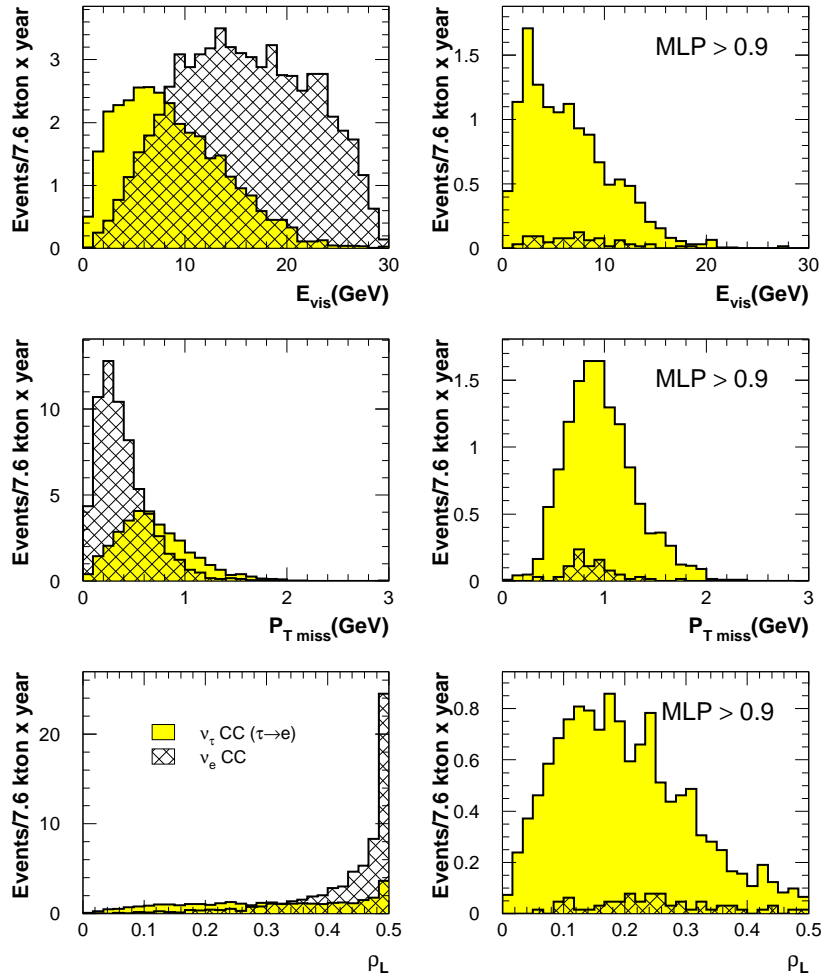 Events/7.6 kton x year
3
2
1
0
0 10 20 30
E_vis(GeV)
Events/7.6 kton x year
MLP > 0.9
1.5
1
0.5
0
0 10 20 30
E_vis(GeV)
Events/7.6 kton x year
10
5
0
0 1 2 3
P_T miss(GeV)
Events/7.6 kton x year
MLP > 0.9
1.5
1
0.5
0
0 1 2 3
P_T miss(GeV)
Events/7.6 kton x year
20
10
0
ν_τ CC (τ→e)
ν_e CC
0 0.1 0.2 0.3 0.4 0.5
ρ_L
Events/7.6 kton x year
MLP > 0.9
0.8
0.6
0.4
0.2
0
0 0.1 0.2 0.3 0.4 0.5
ρ_L